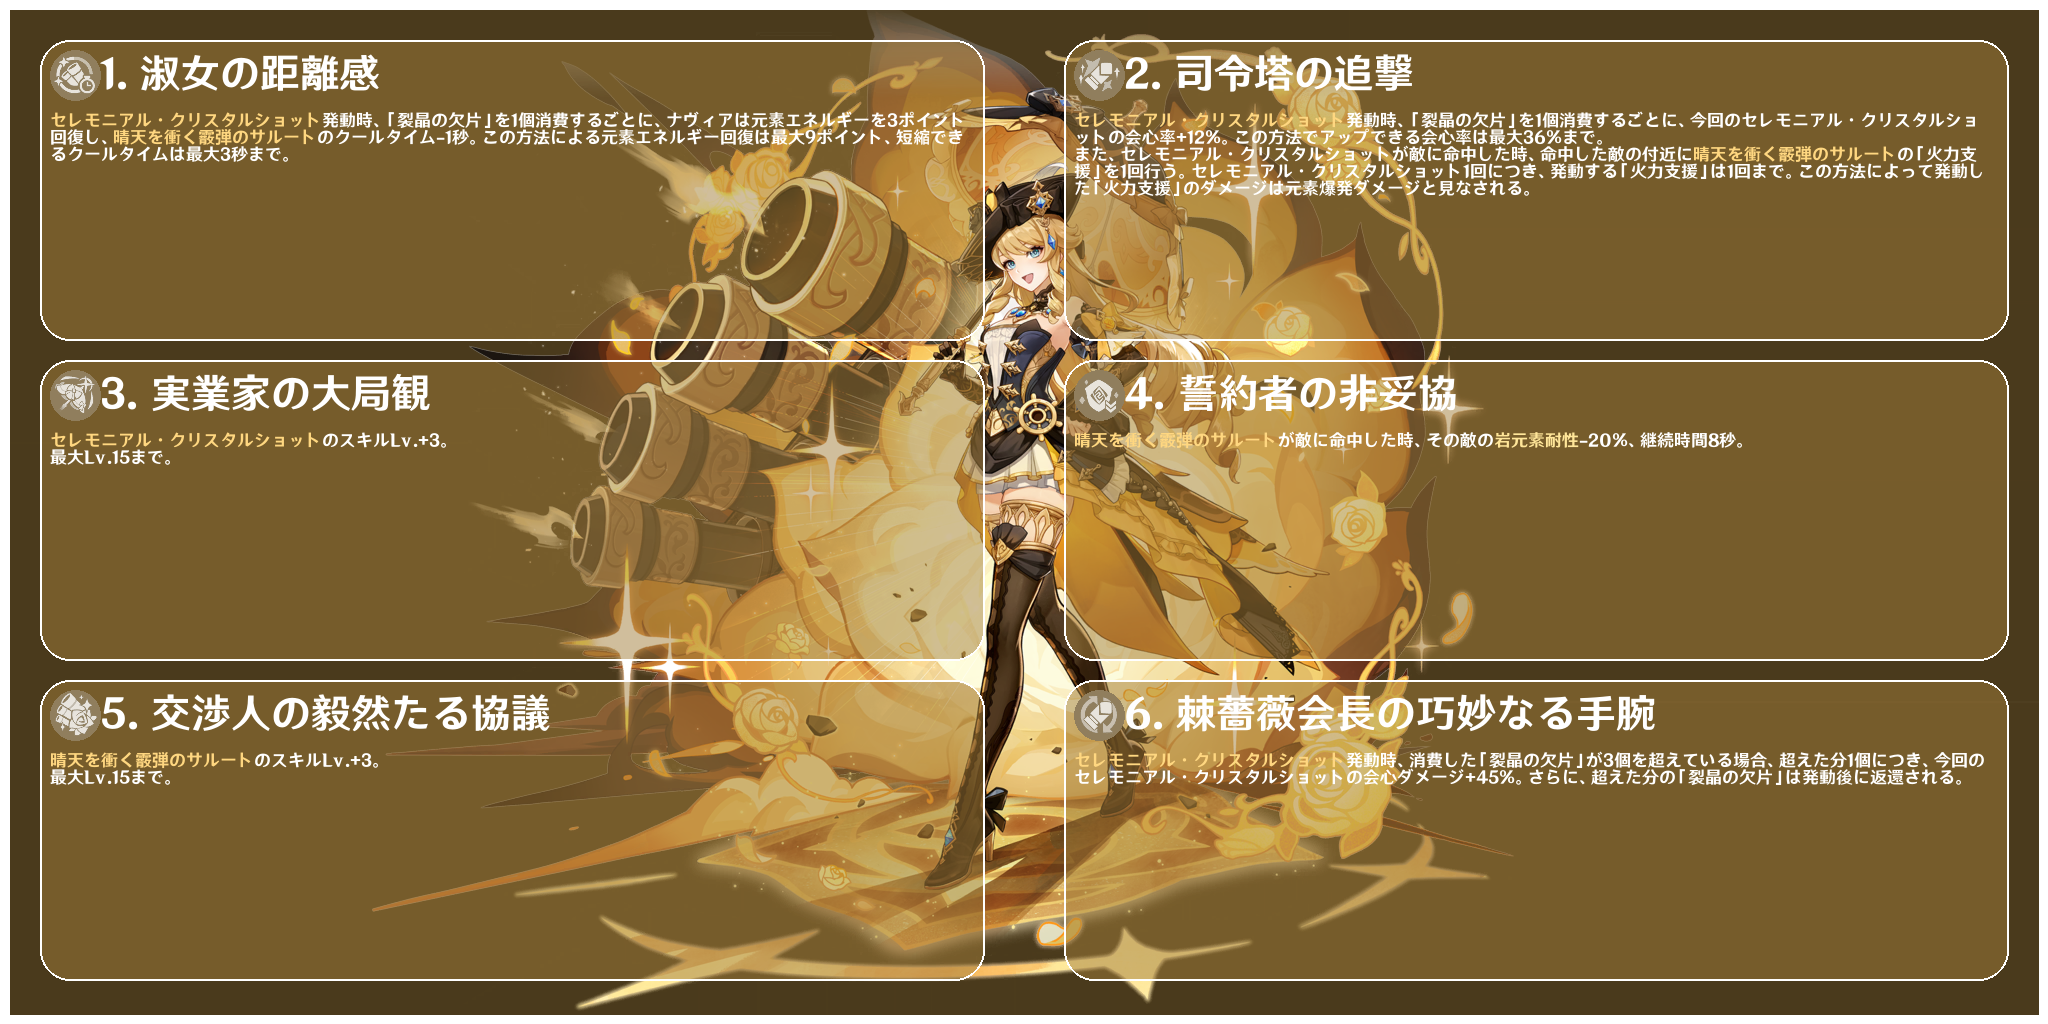 1. 淑女の距離感
セレモニアル・クリスタルショット発動時、「裂晶の欠片」を1個消費するごとに、ナヴィアは元素エネルギーを3ポイント
回復し、晴天を衝く霰弾のサルートのクールタイム-1秒。この方法による元素エネルギー回復は最大9ポイント、短縮でき
るクールタイムは最大3秒まで。
2. 司令塔の追撃
セレモニアル・クリスタルショット発動時、「裂晶の欠片」を1個消費するごとに、今回のセレモニアル・クリスタルショ
ットの会心率+12%。この方法でアップできる会心率は最大36%まで。
また、セレモニアル・クリスタルショットが敵に命中した時、命中した敵の付近に晴天を衝く霰弾のサルートの「火力支
援」を1回行う。セレモニアル・クリスタルショット1回につき、発動する「火力支援」は1回まで。この方法によって発動し
た「火力支援」のダメージは元素爆発ダメージと見なされる。
3. 実業家の大局観
セレモニアル・クリスタルショットのスキルLv.+3。
最大Lv.15まで。
4. 誓約者の非妥協
晴天を衝く霰弾のサルートが敵に命中した時、その敵の岩元素耐性-20%、継続時間8秒。
5. 交渉人の毅然たる協議
晴天を衝く霰弾のサルートのスキルLv.+3。
最大Lv.15まで。
6. 棘薔薇会長の巧妙なる手腕
セレモニアル・クリスタルショット発動時、消費した「裂晶の欠片」が3個を超えている場合、超えた分1個につき、今回の
セレモニアル・クリスタルショットの会心ダメージ+45%。さらに、超えた分の「裂晶の欠片」は発動後に返還される。